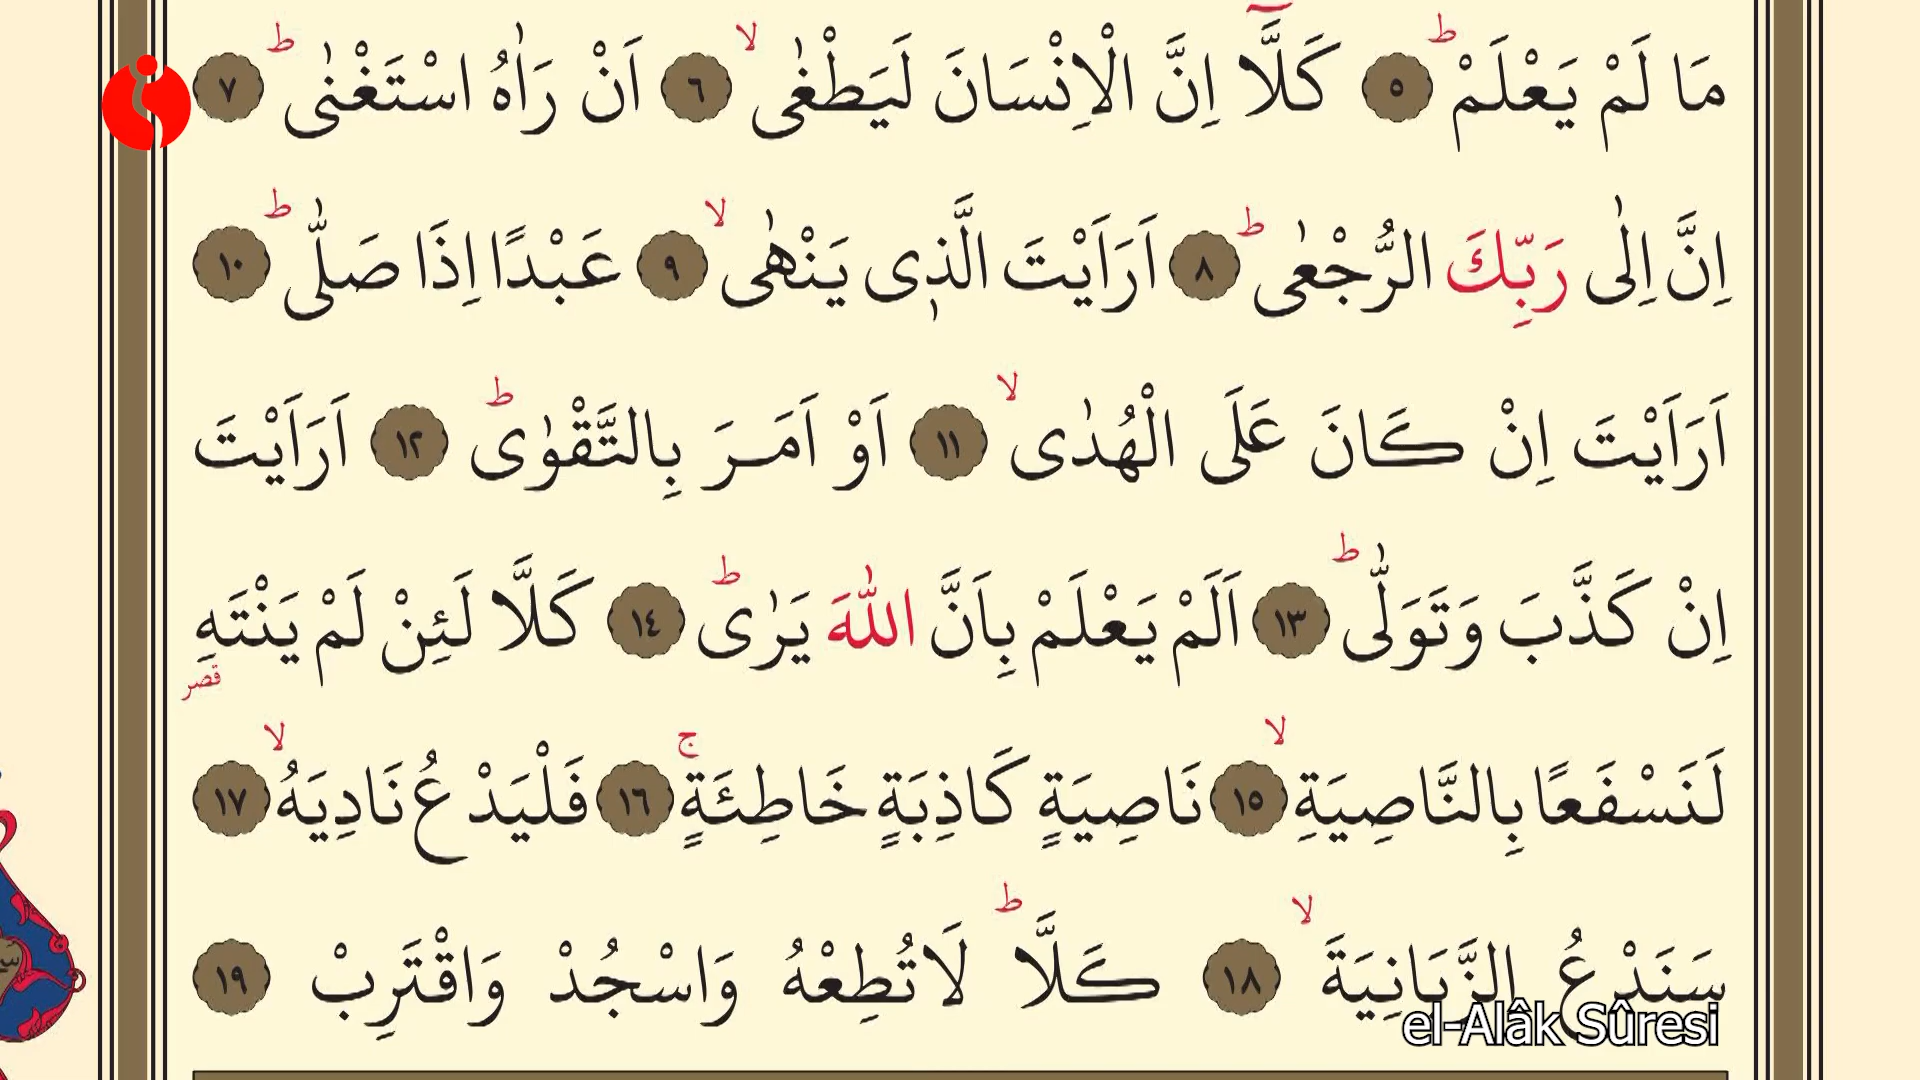 مَا لَمْ يَعْلَمْۜ ﴿٥﴾ كَلَّٓا اِنَّ الْاِنْسَانَ لَيَطْغٰىۙ ﴿٦﴾ اَنْ رَاٰهُ اسْتَغْنٰىۜ ﴿٧﴾
اِنَّ اِلٰى رَبِّكَ الرُّجْعٰىۜ ﴿٨﴾ اَرَاَيْتَ الَّذ۪ى يَنْهٰىۙ ﴿٩﴾ عَبْدًا اِذَا صَلّٰىۜ ﴿١٠﴾
اَرَاَيْتَ اِنْ كَانَ عَلَى الْهُدٰىۙ ﴿١١﴾ اَوْ اَمَرَ بِالتَّقْوٰىۜ ﴿١٢﴾ اَرَاَيْتَ
اِنْ كَذَّبَ وَتَوَلّٰىۜ ﴿١٣﴾ اَلَمْ يَعْلَمْ بِاَنَّ اللّٰهَ يَرٰىۜ ﴿١٤﴾ كَلَّا لَئِنْ لَمْ يَنْتَهِ
قصر
لَنَسْفَعًا بِالنَّاصِيَةِۙ ﴿١٥﴾ نَاصِيَةٍ كَاذِبَةٍ خَاطِئَةٍۚ ﴿١٦﴾ فَلْيَدْعُ نَادِيَهُۙ ﴿١٧﴾
سَنَدْعُ الزَّبَانِيَةَۙ ﴿١٨﴾ كَلَّاۜ لَا تُطِعْهُ وَاسْجُدْ وَاقْتَرِبْ ﴿١٩﴾
el-Alâk Sûresi